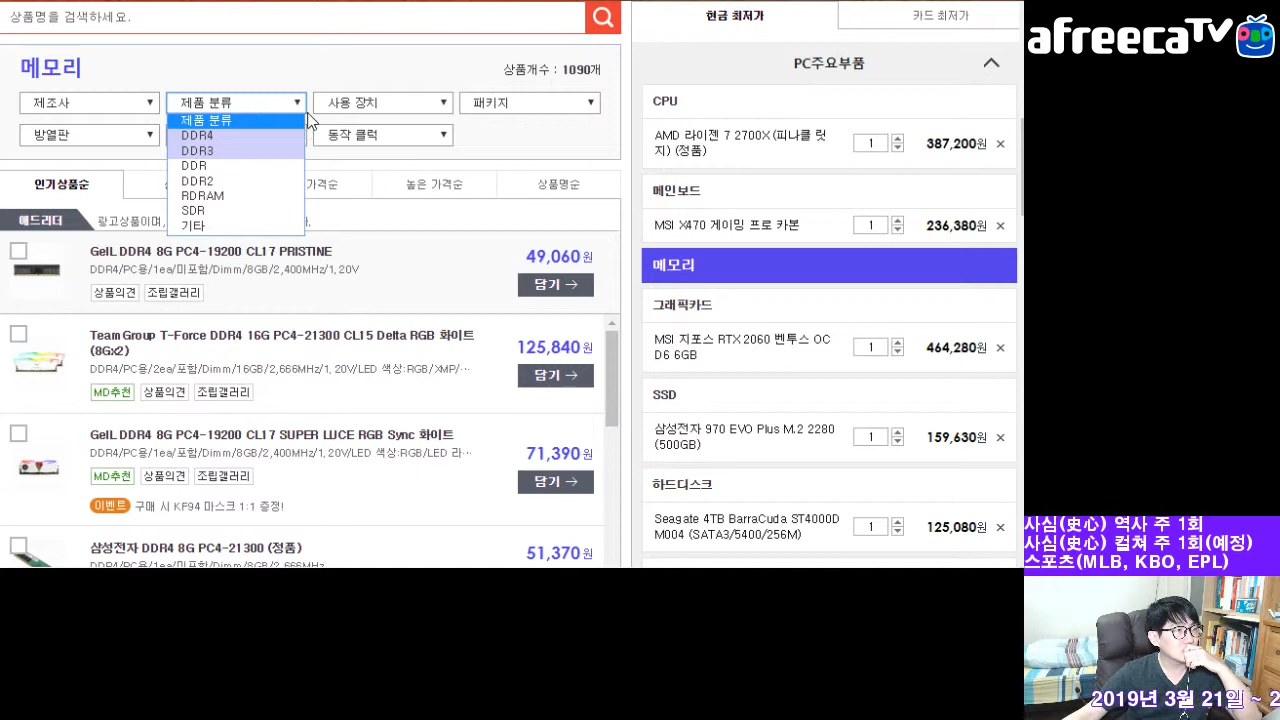 상품명을 검색하세요.
메모리
상품개수 : 1090개
제조사
제품 분류
사용 장치
패키지
방열판
동작 클럭
제품 분류
DDR4
DDR3
DDR
DDR2
RDRAM
SDR
기타
인기상품순
가격순
높은 가격순
상품명순
애드리더
광고상품이며,
GeIL DDR4 8G PC4-19200 CL17 PRISTINE
DDR4/PC용/1ea/미포함/Dimm/8GB/2,400MHz/1,20V
상품의견
조립갤러리
49,060원
담기 →
TeamGroup T-Force DDR4 16G PC4-21300 CL15 Delta RGB 화이트
(8Gx2)
DDR4/PC용/2ea/포함/Dimm/16GB/2,666MHz/1,20V/LED 색상:RGB/XMP/···
MD추천
상품의견
조립갤러리
125,840원
담기 →
GeIL DDR4 8G PC4-19200 CL17 SUPER LUCE RGB Sync 화이트
DDR4/PC용/1ea/포함/Dimm/8GB/2,400MHz/1,20V/LED 색상:RGB/LED 라···
MD추천
상품의견
조립갤러리
이벤트 구매 시 KF94 마스크 1:1 증정!
71,390원
담기 →
삼성전자 DDR4 8G PC4-21300 (정품)
DDR4/PC용/1ea/미포함/Dimm/8GB/2,666MHz
51,370원
현금 최저가
카드 최저가
PC주요부품
CPU
AMD 라이젠 7 2700X (피나클 릿
지) (정품)
1
387,200원 ×
메인보드
MSI X470 게이밍 프로 카본
1
236,380원 ×
메모리
그래픽카드
MSI 지포스 RTX 2060 벤투스 OC
D6 6GB
1
464,280원 ×
SSD
삼성전자 970 EVO Plus M.2 2280
(500GB)
1
159,630원 ×
하드디스크
Seagate 4TB BarraCuda ST4000D
M004 (SATA3/5400/256M)
1
125,080원 ×
afreecaTV
사심(史心) 역사 주 1회
사심(史心) 컬쳐 주 1회(예정)
스포츠(MLB, KBO, EPL)
2019년 3월 21일 ~ 2